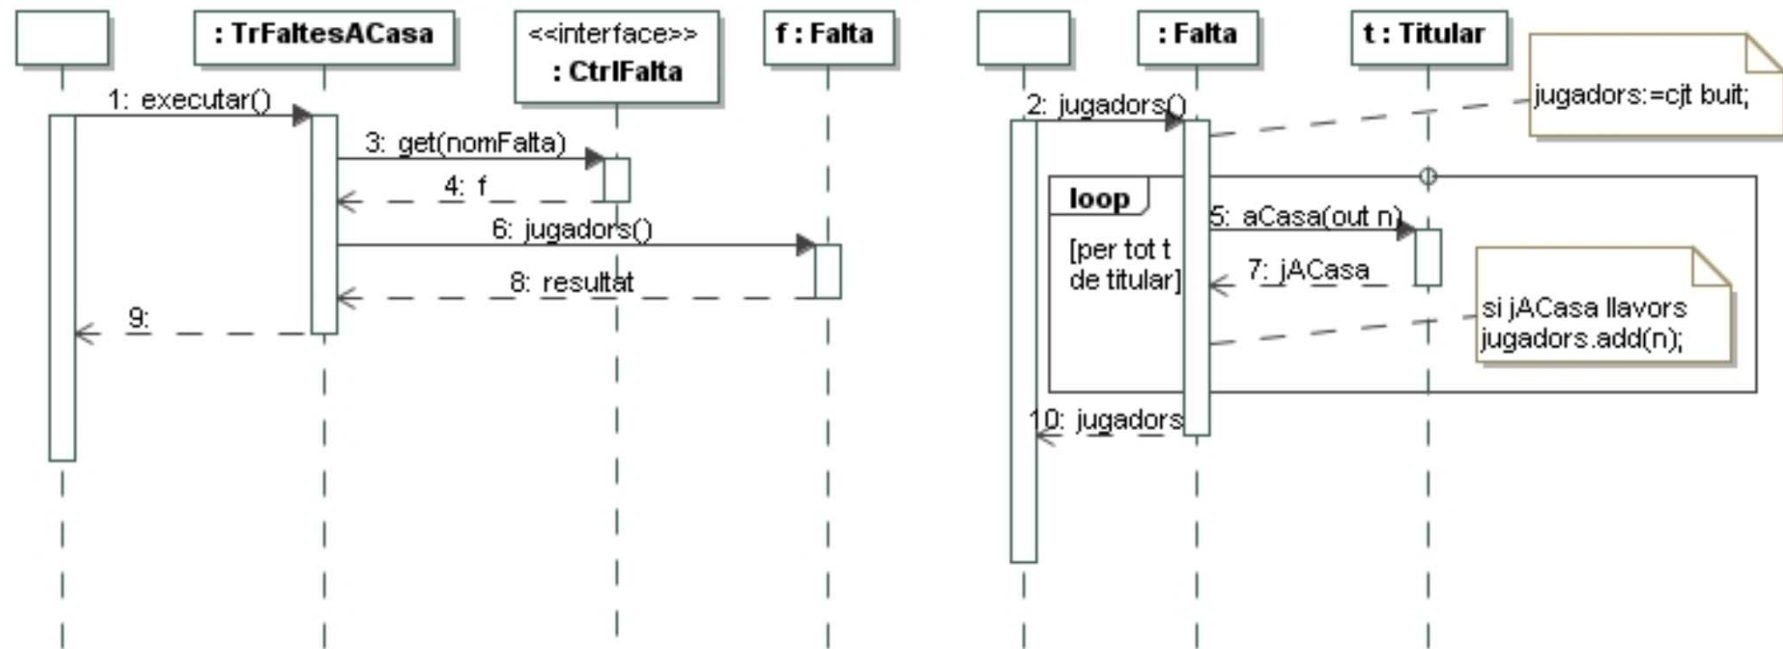 : TrFaltesACasa
<<interface>>
: CtrlFalta
f : Falta
1: executar()
3: get(nomFalta)
4: f
6: jugadors()
8: resultat
9:
: Falta
t : Titular
jugadors:=cjt buit;
2: jugadors()
loop
[per tot t
de titular]
5: aCasa(out n)
7: jACasa
si jACasa llavors
jugadors.add(n);
10: jugadors